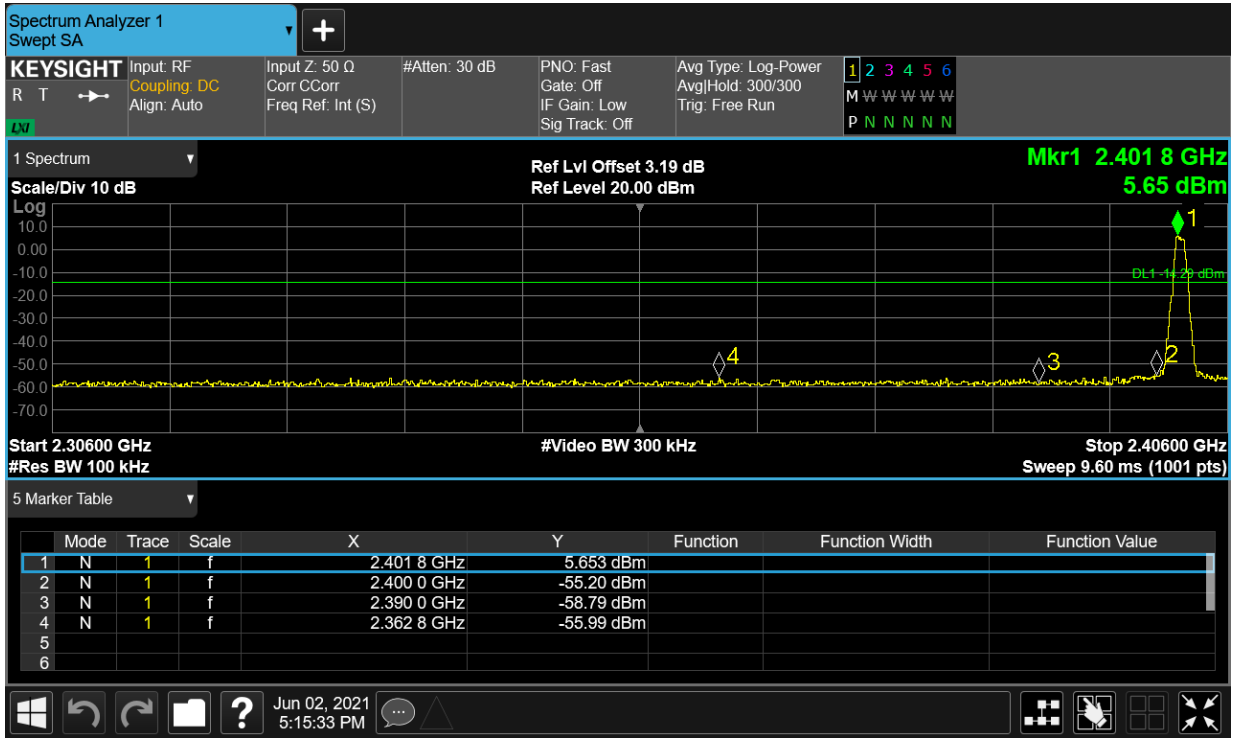 Spectrum Analyzer 1
Swept SA
KEYSIGHT
R T
LXI
Input: RF
Coupling: DC
Align: Auto
Input Z: 50 Ω
Corr CCorr
Freq Ref: Int (S)
#Atten: 30 dB
PNO: Fast
Gate: Off
IF Gain: Low
Sig Track: Off
Avg Type: Log-Power
Avg|Hold: 300/300
Trig: Free Run
1 2 3 4 5 6
M W W W W W
P N N N N N
1 Spectrum
Scale/Div 10 dB
Ref Lvl Offset 3.19 dB
Ref Level 20.00 dBm
Mkr1 2.401 8 GHz
5.65 dBm
Log
10.0
0.00
-10.0
-20.0
-30.0
-40.0
-50.0
-60.0
-70.0
1
DL1 -14.29 dBm
4
3
2
Start 2.30600 GHz
#Res BW 100 kHz
#Video BW 300 kHz
Stop 2.40600 GHz
Sweep 9.60 ms (1001 pts)
5 Marker Table
Mode Trace Scale X Y Function Function Width Function Value
1 N 1 f 2.401 8 GHz 5.653 dBm
2 N 1 f 2.400 0 GHz -55.20 dBm
3 N 1 f 2.390 0 GHz -58.79 dBm
4 N 1 f 2.362 8 GHz -55.99 dBm
5
6
?
Jun 02, 2021
5:15:33 PM